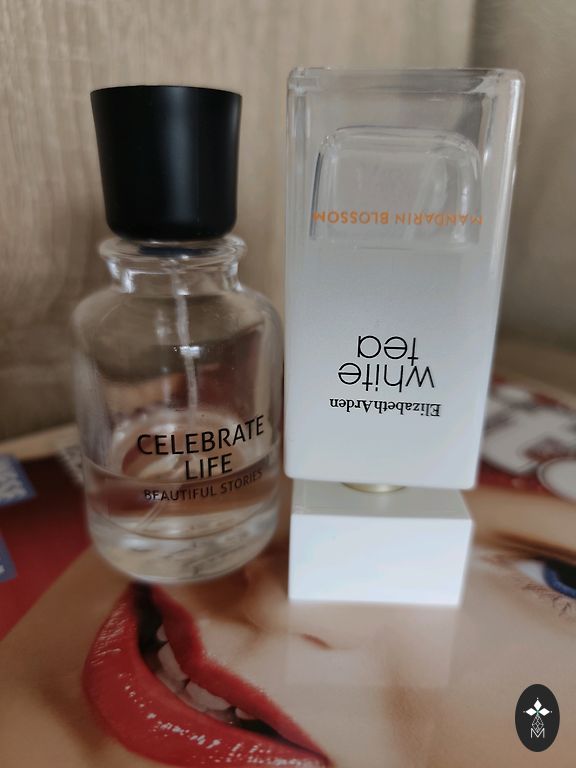 CELEBRATE
LIFE
BEAUTIFUL STORIES
ElizabethArden
white
tea
MANDARIN BLOSSOM